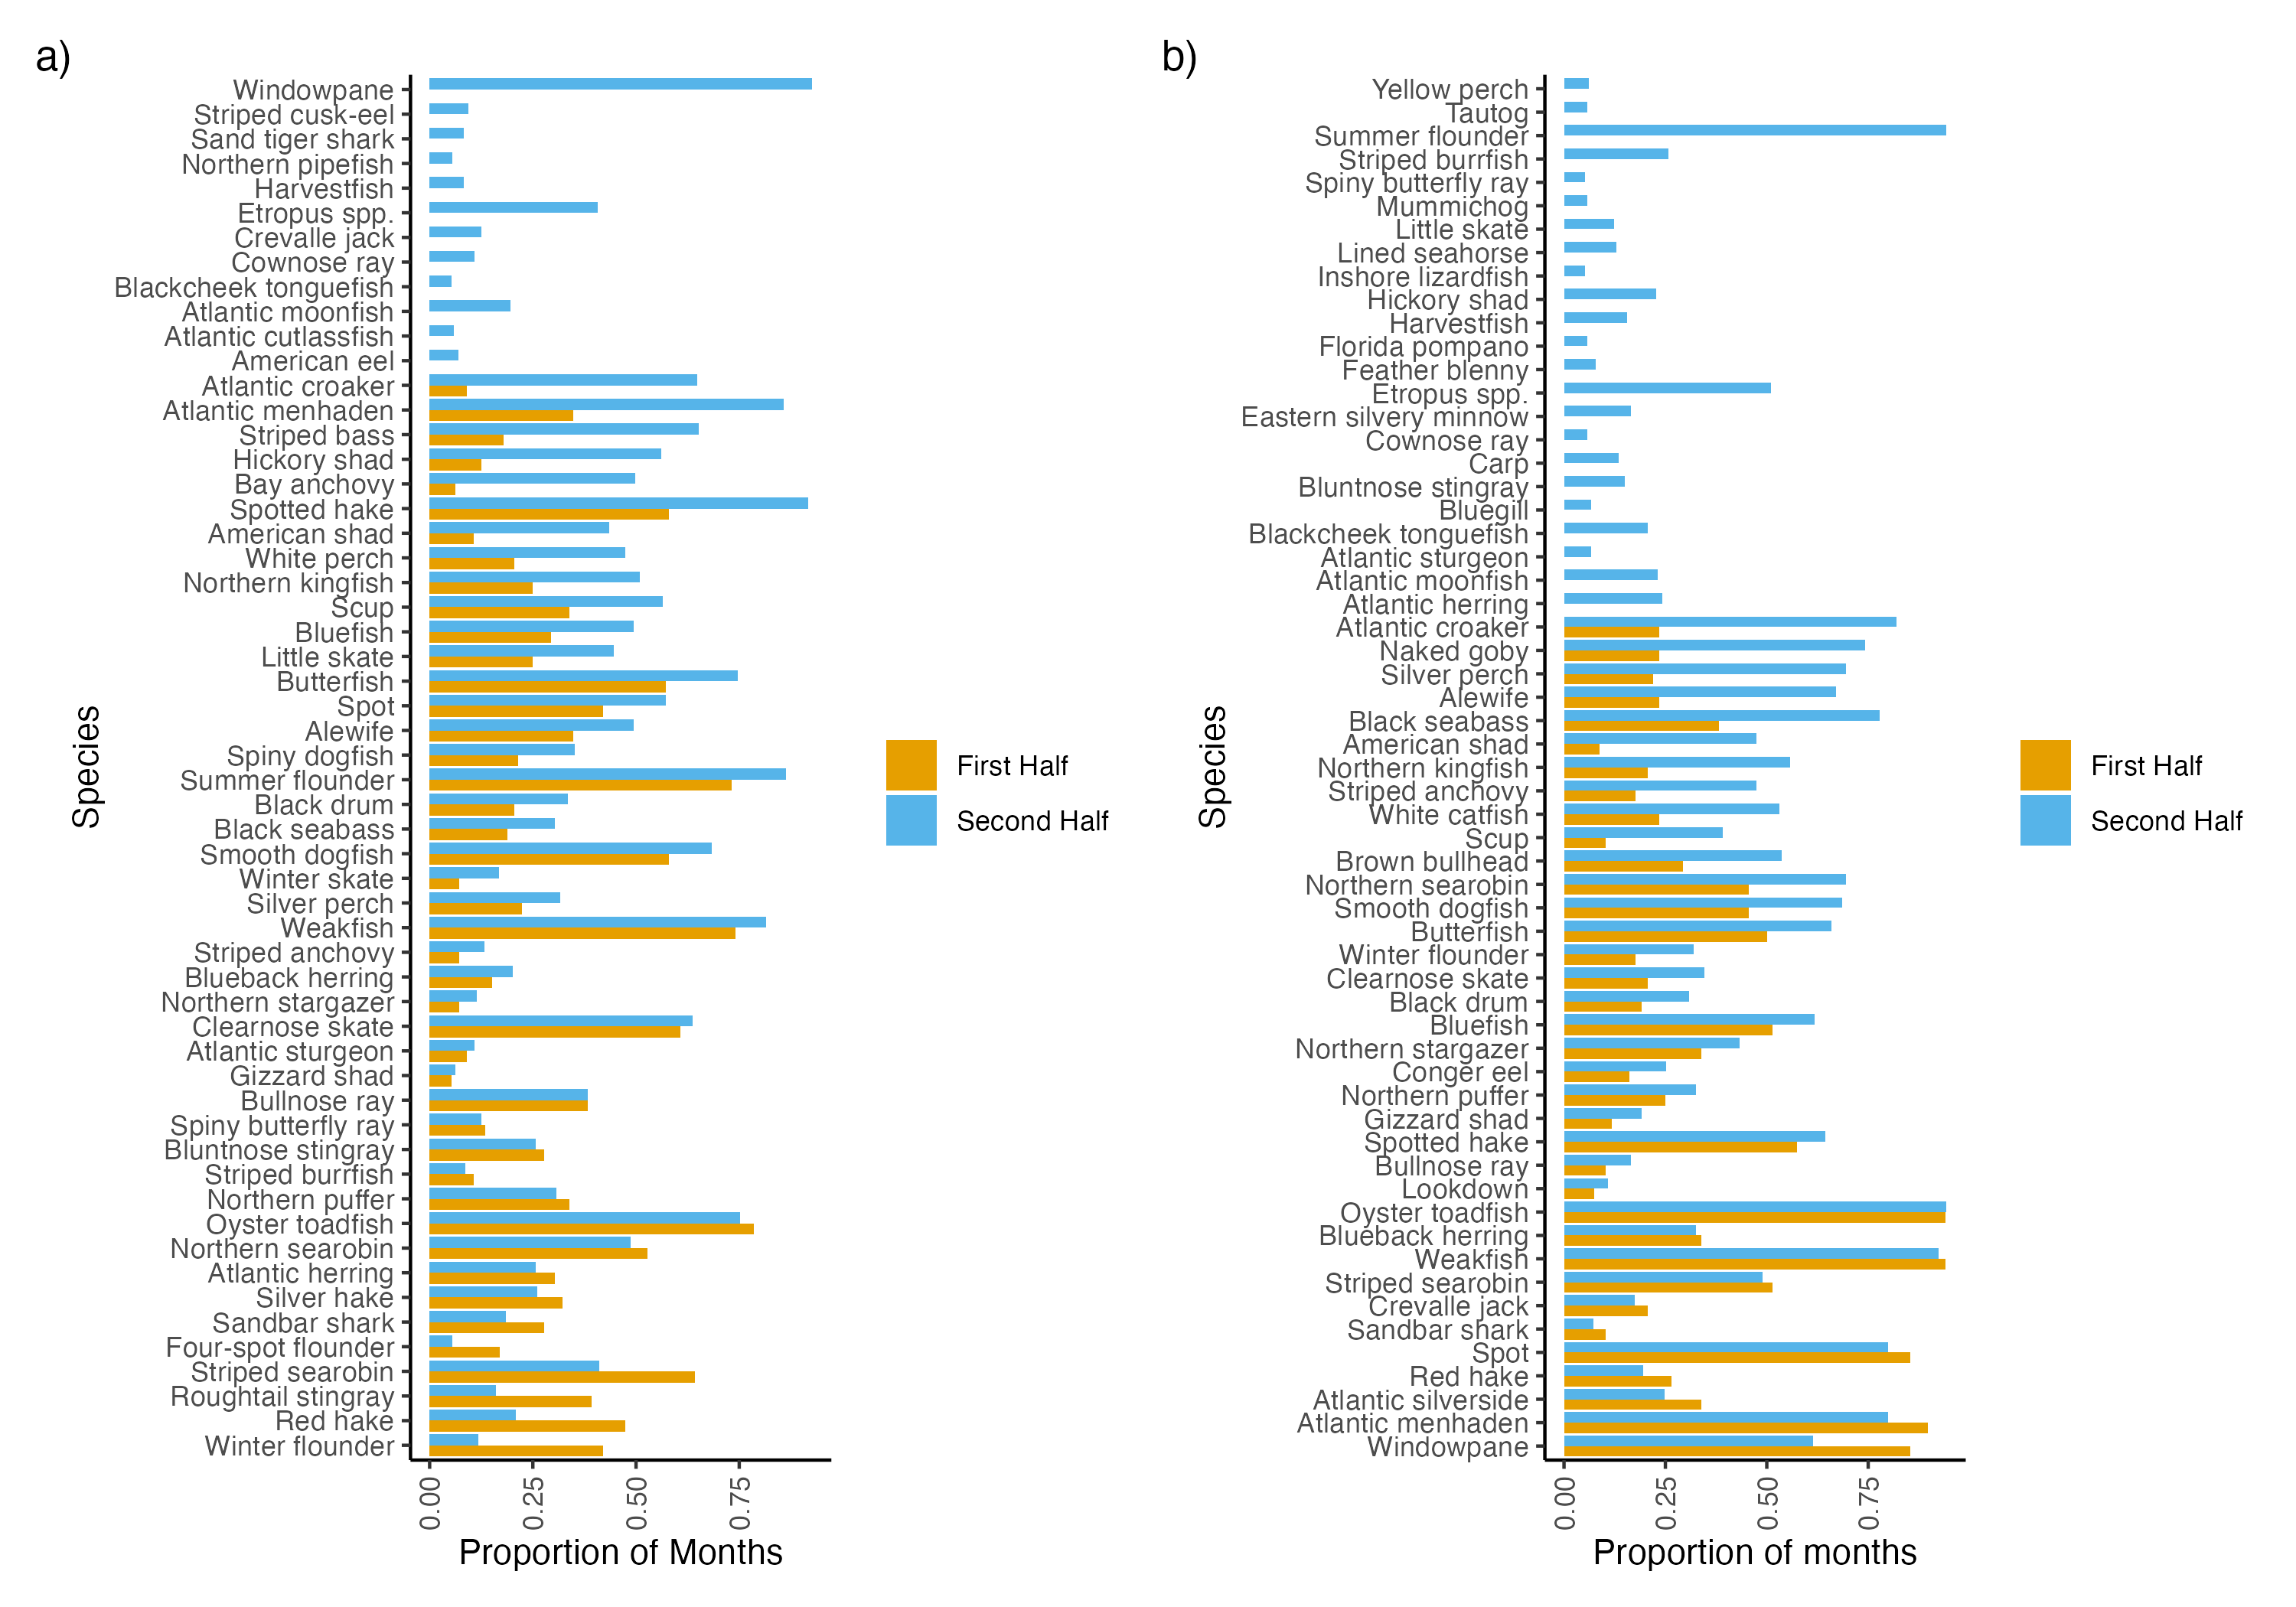 a)
Species
Windowpane
Striped cusk-eel
Sand tiger shark
Northern pipefish
Harvestfish
Etropus spp.
Crevalle jack
Cownose ray
Blackcheek tonguefish
Atlantic moonfish
Atlantic cutlassfish
American eel
Atlantic croaker
Atlantic menhaden
Striped bass
Hickory shad
Bay anchovy
Spotted hake
American shad
White perch
Northern kingfish
Scup
Bluefish
Little skate
Butterfish
Spot
Alewife
Spiny dogfish
Summer flounder
Black drum
Black seabass
Smooth dogfish
Winter skate
Silver perch
Weakfish
Striped anchovy
Blueback herring
Northern stargazer
Clearnose skate
Atlantic sturgeon
Gizzard shad
Bullnose ray
Spiny butterfly ray
Bluntnose stingray
Striped burrfish
Northern puffer
Oyster toadfish
Northern searobin
Atlantic herring
Silver hake
Sandbar shark
Four-spot flounder
Striped searobin
Roughtail stingray
Red hake
Winter flounder
0.00
0.25
0.50
0.75
Proportion of Months
First Half
Second Half
b)
Species
Yellow perch
Tautog
Summer flounder
Striped burrfish
Spiny butterfly ray
Mummichog
Little skate
Lined seahorse
Inshore lizardfish
Hickory shad
Harvestfish
Florida pompano
Feather blenny
Etropus spp.
Eastern silvery minnow
Cownose ray
Carp
Bluntnose stingray
Bluegill
Blackcheek tonguefish
Atlantic sturgeon
Atlantic moonfish
Atlantic herring
Atlantic croaker
Naked goby
Silver perch
Alewife
Black seabass
American shad
Northern kingfish
Striped anchovy
White catfish
Scup
Brown bullhead
Northern searobin
Smooth dogfish
Butterfish
Winter flounder
Clearnose skate
Black drum
Bluefish
Northern stargazer
Conger eel
Northern puffer
Gizzard shad
Spotted hake
Bullnose ray
Lookdown
Oyster toadfish
Blueback herring
Weakfish
Striped searobin
Crevalle jack
Sandbar shark
Spot
Red hake
Atlantic silverside
Atlantic menhaden
Windowpane
0.00
0.25
0.50
0.75
Proportion of months
First Half
Second Half